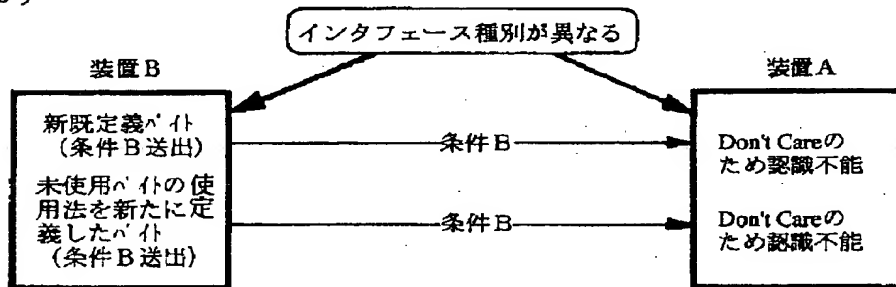 インタフェース種別が異なる
装置B
装置A
新既定義バイト
（条件B送出）
未使用バイトの使
用法を新たに定
義したバイト
（条件B送出）
条件B
条件B
Don't Careの
ため認識不能
Don't Careの
ため認識不能